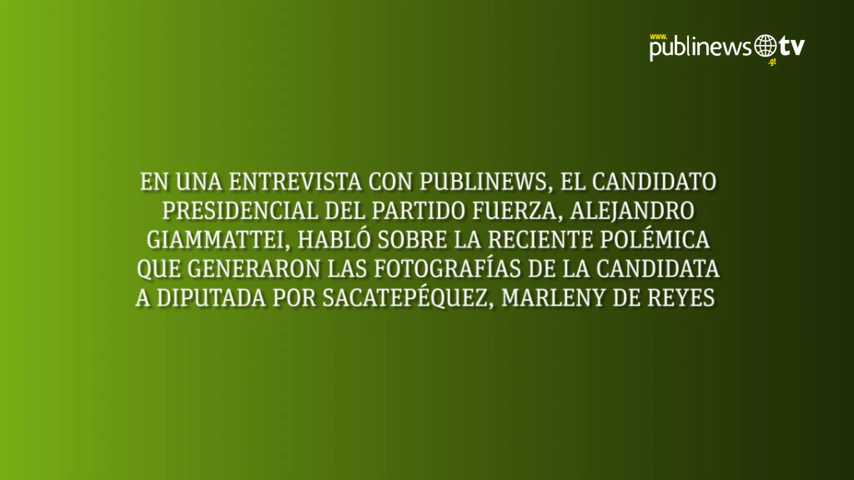 www.
publinews tv
.gt
EN UNA ENTREVISTA CON PUBLINEWS, EL CANDIDATO
PRESIDENCIAL DEL PARTIDO FUERZA, ALEJANDRO
GIAMMATTEI, HABLÓ SOBRE LA RECIENTE POLÉMICA
QUE GENERARON LAS FOTOGRAFÍAS DE LA CANDIDATA
A DIPUTADA POR SACATEPÉQUEZ, MARLENY DE REYES